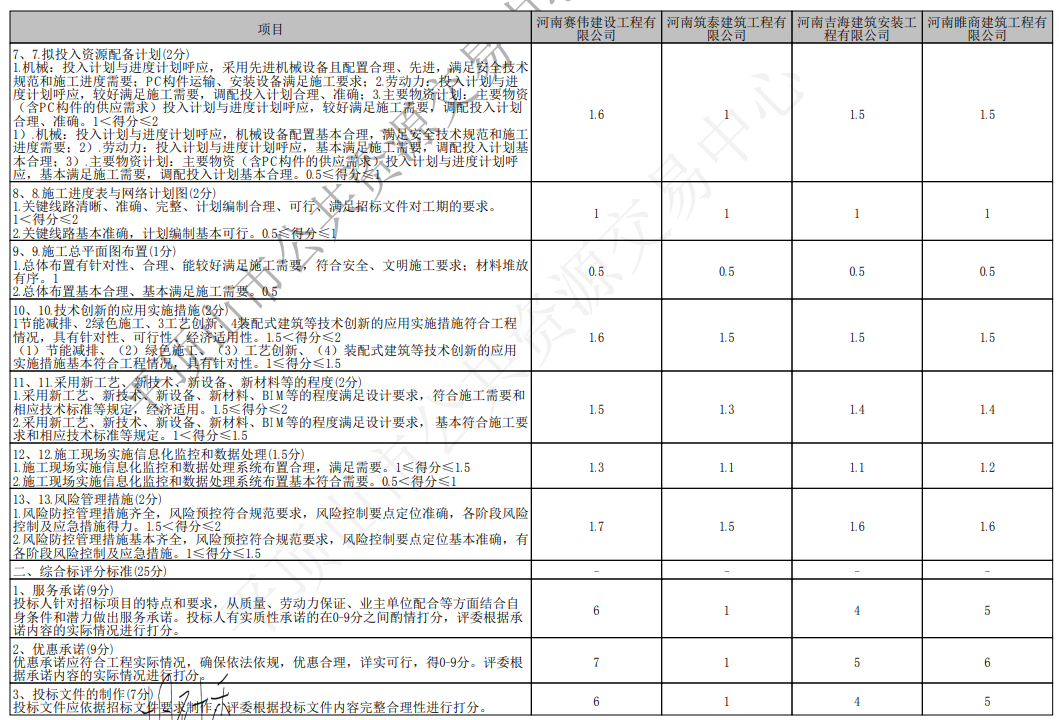 项目
河南赛伟建设工程有
限公司
河南筑泰建筑工程有
限公司
河南吉海建筑安装工
程有限公司
河南睢商建筑工程有
限公司
7、7.拟投入资源配备计划(2分)
1.机械：投入计划与进度计划呼应，采用先进机械设备且配置合理、先进，满足安全技术
规范和施工进度需要；PC构件运输、安装设备满足施工要求；2.劳动力：投入计划与进
度计划呼应，较好满足施工需要，调配投入计划合理、准确；3.主要物资计划：主要物资
（含PC构件的供应需求）投入计划与进度计划呼应，较好满足施工需要，调配投入计划
合理、准确。1＜得分≤2
1）.机械：投入计划与进度计划呼应，机械设备配置基本合理，满足安全技术规范和施工
进度需要；2）.劳动力：投入计划与进度计划呼应，基本满足施工需要，调配投入计划基
本合理；3）.主要物资计划：主要物资（含PC构件的供应需求）投入计划与进度计划呼
应，基本满足施工需要，调配投入计划基本合理。0.5≤得分≤1
1.6
1
1.5
1.5
8、8.施工进度表与网络计划图(2分)
1.关键线路清晰、准确、完整、计划编制合理、可行、满足招标文件对工期的要求。
1＜得分≤2
2.关键线路基本准确，计划编制基本可行。0.5≤得分≤1
1
1
1
1
9、9.施工总平面图布置(1分)
1.总体布置有针对性、合理、能较好满足施工需要，符合安全、文明施工要求；材料堆放
有序。1
2.总体布置基本合理、基本满足施工需要。0.5
0.5
0.5
0.5
0.5
10、10.技术创新的应用实施措施(2分)
1节能减排、2绿色施工、3工艺创新、4装配式建筑等技术创新的应用实施措施符合工程
情况，具有针对性、可行性、经济适用性。1.5＜得分≤2
（1）节能减排、（2）绿色施工、（3）工艺创新、（4）装配式建筑等技术创新的应用
实施措施基本符合工程情况，具有针对性。1≤得分≤1.5
1.6
1.5
1.5
1.5
11、11.采用新工艺、新技术、新设备、新材料等的程度(2分)
1.采用新工艺、新技术、新设备、新材料、BIM等的程度满足设计要求，符合施工需要和
相应技术标准等规定，经济适用。1.5≤得分≤2
2.采用新工艺、新技术、新设备、新材料、BIM等的程度满足设计要求， 基本符合施工要
求和相应技术标准等规定。1＜得分≤1.5
1.5
1.3
1.4
1.4
12、12.施工现场实施信息化监控和数据处理(1.5分)
1.施工现场实施信息化监控和数据处理系统布置合理，满足需要。1≤得分≤1.5
2.施工现场实施信息化监控和数据处理系统布置基本符合需要。0.5＜得分≤1
1.3
1.1
1.1
1.2
13、13.风险管理措施(2分)
1.风险防控管理措施齐全，风险预控符合规范要求，风险控制要点定位准确，各阶段风险
控制及应急措施得力。1.5＜得分≤2
2.风险防控管理措施基本齐全，风险预控符合规范要求，风险控制要点定位基本准确，有
各阶段风险控制及应急措施。1≤得分≤1.5
1.7
1.5
1.6
1.6
二、综合标评分标准(25分)
－
－
－
－
1、服务承诺(9分)
投标人针对招标项目的特点和要求，从质量、劳动力保证、业主单位配合等方面结合自
身条件和潜力做出服务承诺。投标人有实质性承诺的在0-9分之间酌情打分，评委根据承
诺内容的实际情况进行打分。
6
1
4
5
2、优惠承诺(9分)
优惠承诺应符合工程实际情况，确保依法依规，优惠合理，详实可行，得0-9分。评委根
据承诺内容的实际情况进行打分。
7
1
5
6
3、投标文件的制作(7分)
投标文件应依据招标文件要求制作，评委根据投标文件内容完整合理性进行打分。
6
1
4
5
平顶山市公共资源交易中
平顶山市公共资源交易中心